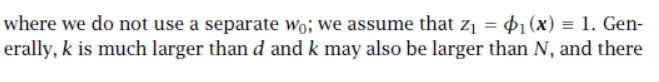 where we do not use a separate w₀; we assume that z₁ = ϕ₁(x) ≡ 1. Gen-
erally, k is much larger than d and k may also be larger than N, and there